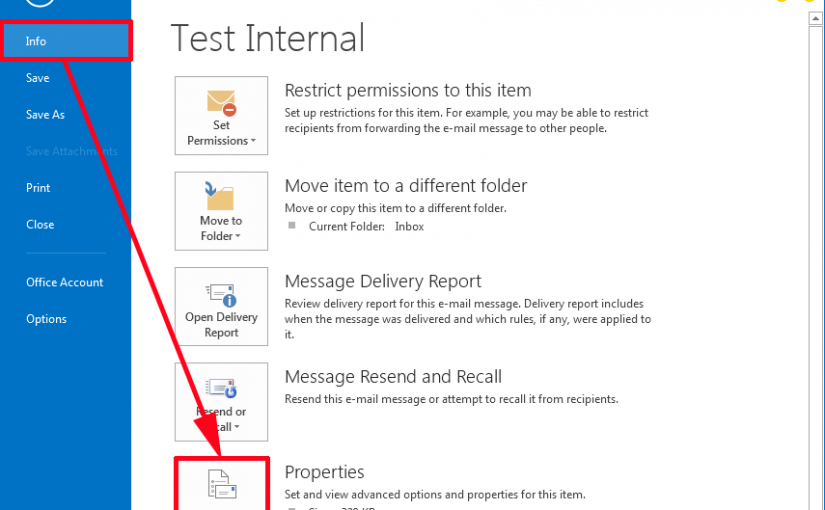 Test Internal
Info
Save
Save As
Save Attachments
Print
Close
Office Account
Options
Set
Permissions
Restrict permissions to this item
Set up restrictions for this item. For example, you may be able to restrict
recipients from forwarding the e-mail message to other people.
Move to
Folder
Move item to a different folder
Move or copy this item to a different folder.
Current Folder: Inbox
Open Delivery
Report
Message Delivery Report
Review delivery report for this e-mail message. Delivery report includes
when the message was delivered and which rules, if any, were applied to
it.
Resend or
call
Message Resend and Recall
Resend this e-mail message or attempt to recall it from recipients.
Properties
Set and view advanced options and properties for this item.